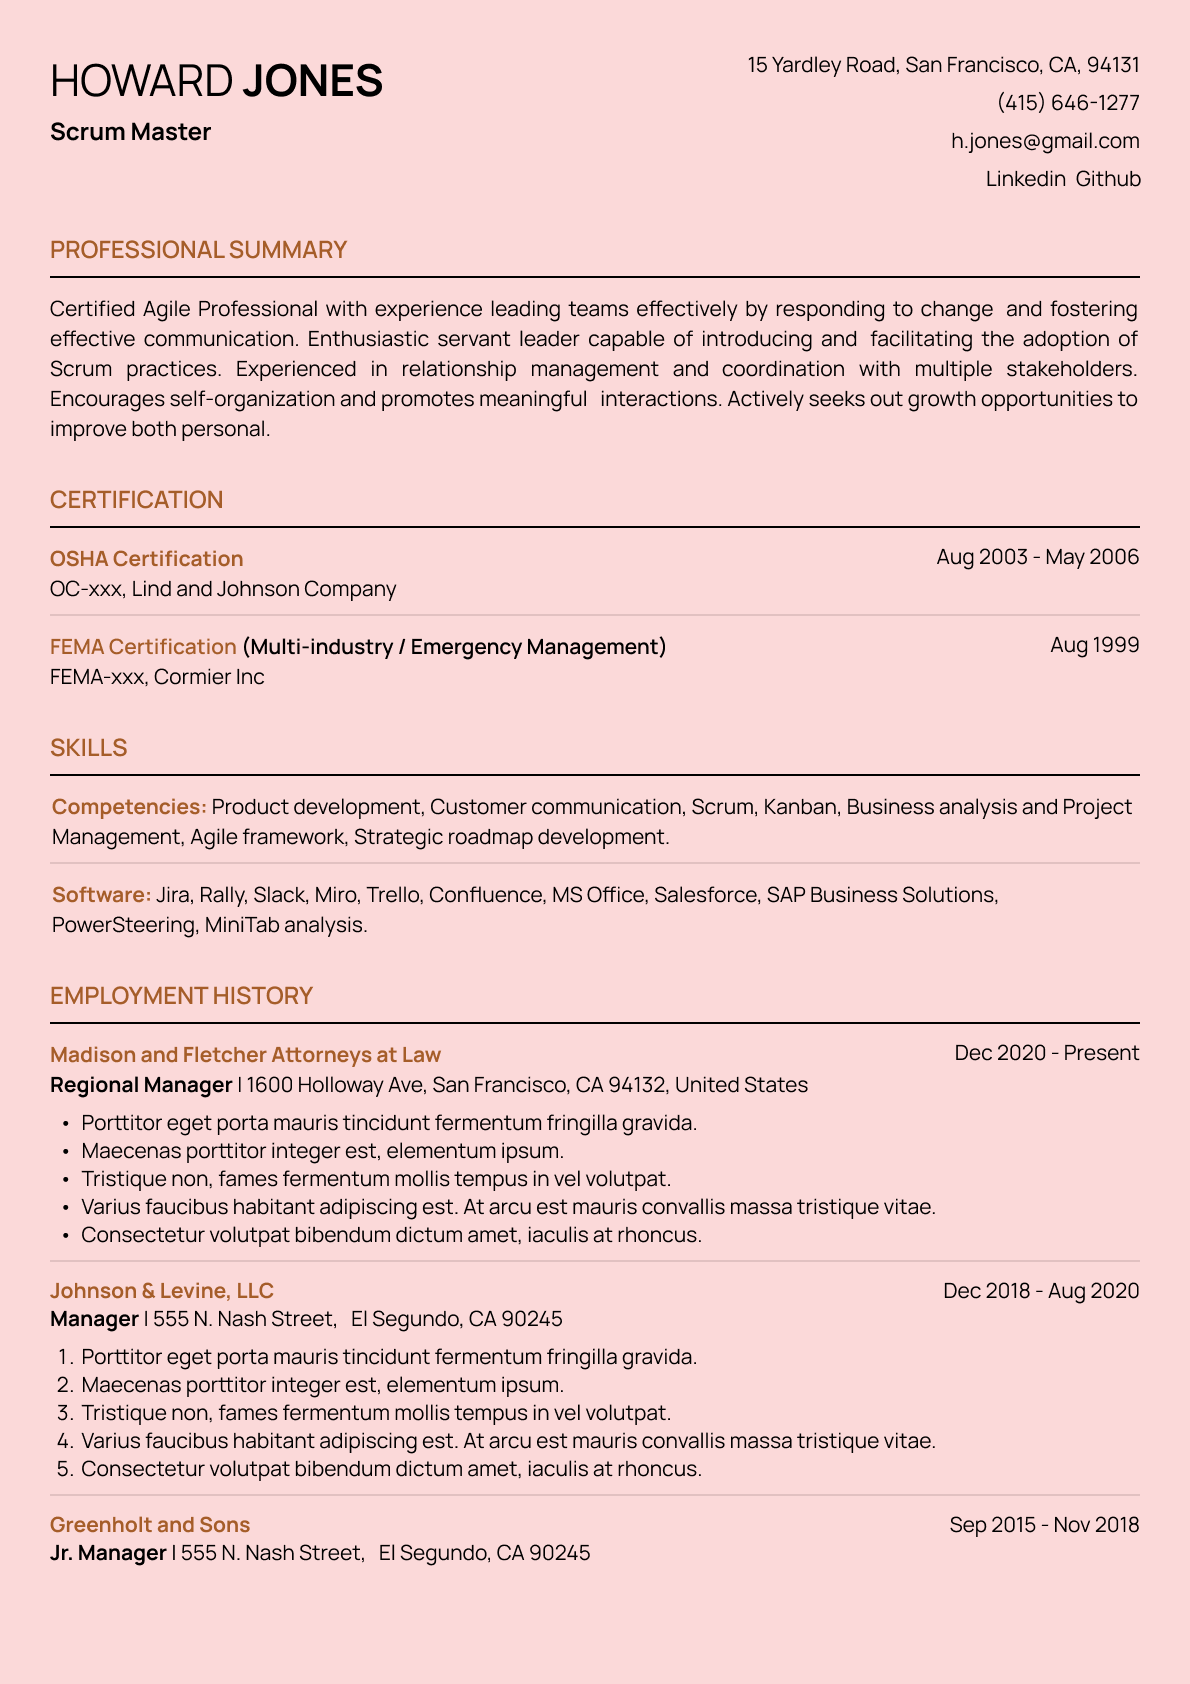 HOWARD JONES
Scrum Master
15 Yardley Road, San Francisco, CA, 94131
(415) 646-1277
h.jones@gmail.com
Linkedin Github
PROFESSIONAL SUMMARY
Certified Agile Professional with experience leading teams effectively by responding to change and fostering
effective communication. Enthusiastic servant leader capable of introducing and facilitating the adoption of
Scrum practices. Experienced in relationship management and coordination with multiple stakeholders.
Encourages self-organization and promotes meaningful interactions. Actively seeks out growth opportunities to
improve both personal.
CERTIFICATION
OSHA Certification
Aug 2003 - May 2006
OC-xxx, Lind and Johnson Company
FEMA Certification (Multi-industry / Emergency Management)
Aug 1999
FEMA-xxx, Cormier Inc
SKILLS
Competencies: Product development, Customer communication, Scrum, Kanban, Business analysis and Project
Management, Agile framework, Strategic roadmap development.
Software: Jira, Rally, Slack, Miro, Trello, Confluence, MS Office, Salesforce, SAP Business Solutions,
PowerSteering, MiniTab analysis.
EMPLOYMENT HISTORY
Madison and Fletcher Attorneys at Law
Dec 2020 - Present
Regional Manager | 1600 Holloway Ave, San Francisco, CA 94132, United States
• Porttitor eget porta mauris tincidunt fermentum fringilla gravida.
• Maecenas porttitor integer est, elementum ipsum.
• Tristique non, fames fermentum mollis tempus in vel volutpat.
• Varius faucibus habitant adipiscing est. At arcu est mauris convallis massa tristique vitae.
• Consectetur volutpat bibendum dictum amet, iaculis at rhoncus.
Johnson & Levine, LLC
Dec 2018 - Aug 2020
Manager | 555 N. Nash Street, El Segundo, CA 90245
1. Porttitor eget porta mauris tincidunt fermentum fringilla gravida.
2. Maecenas porttitor integer est, elementum ipsum.
3. Tristique non, fames fermentum mollis tempus in vel volutpat.
4. Varius faucibus habitant adipiscing est. At arcu est mauris convallis massa tristique vitae.
5. Consectetur volutpat bibendum dictum amet, iaculis at rhoncus.
Greenholt and Sons
Sep 2015 - Nov 2018
Jr. Manager | 555 N. Nash Street, El Segundo, CA 90245